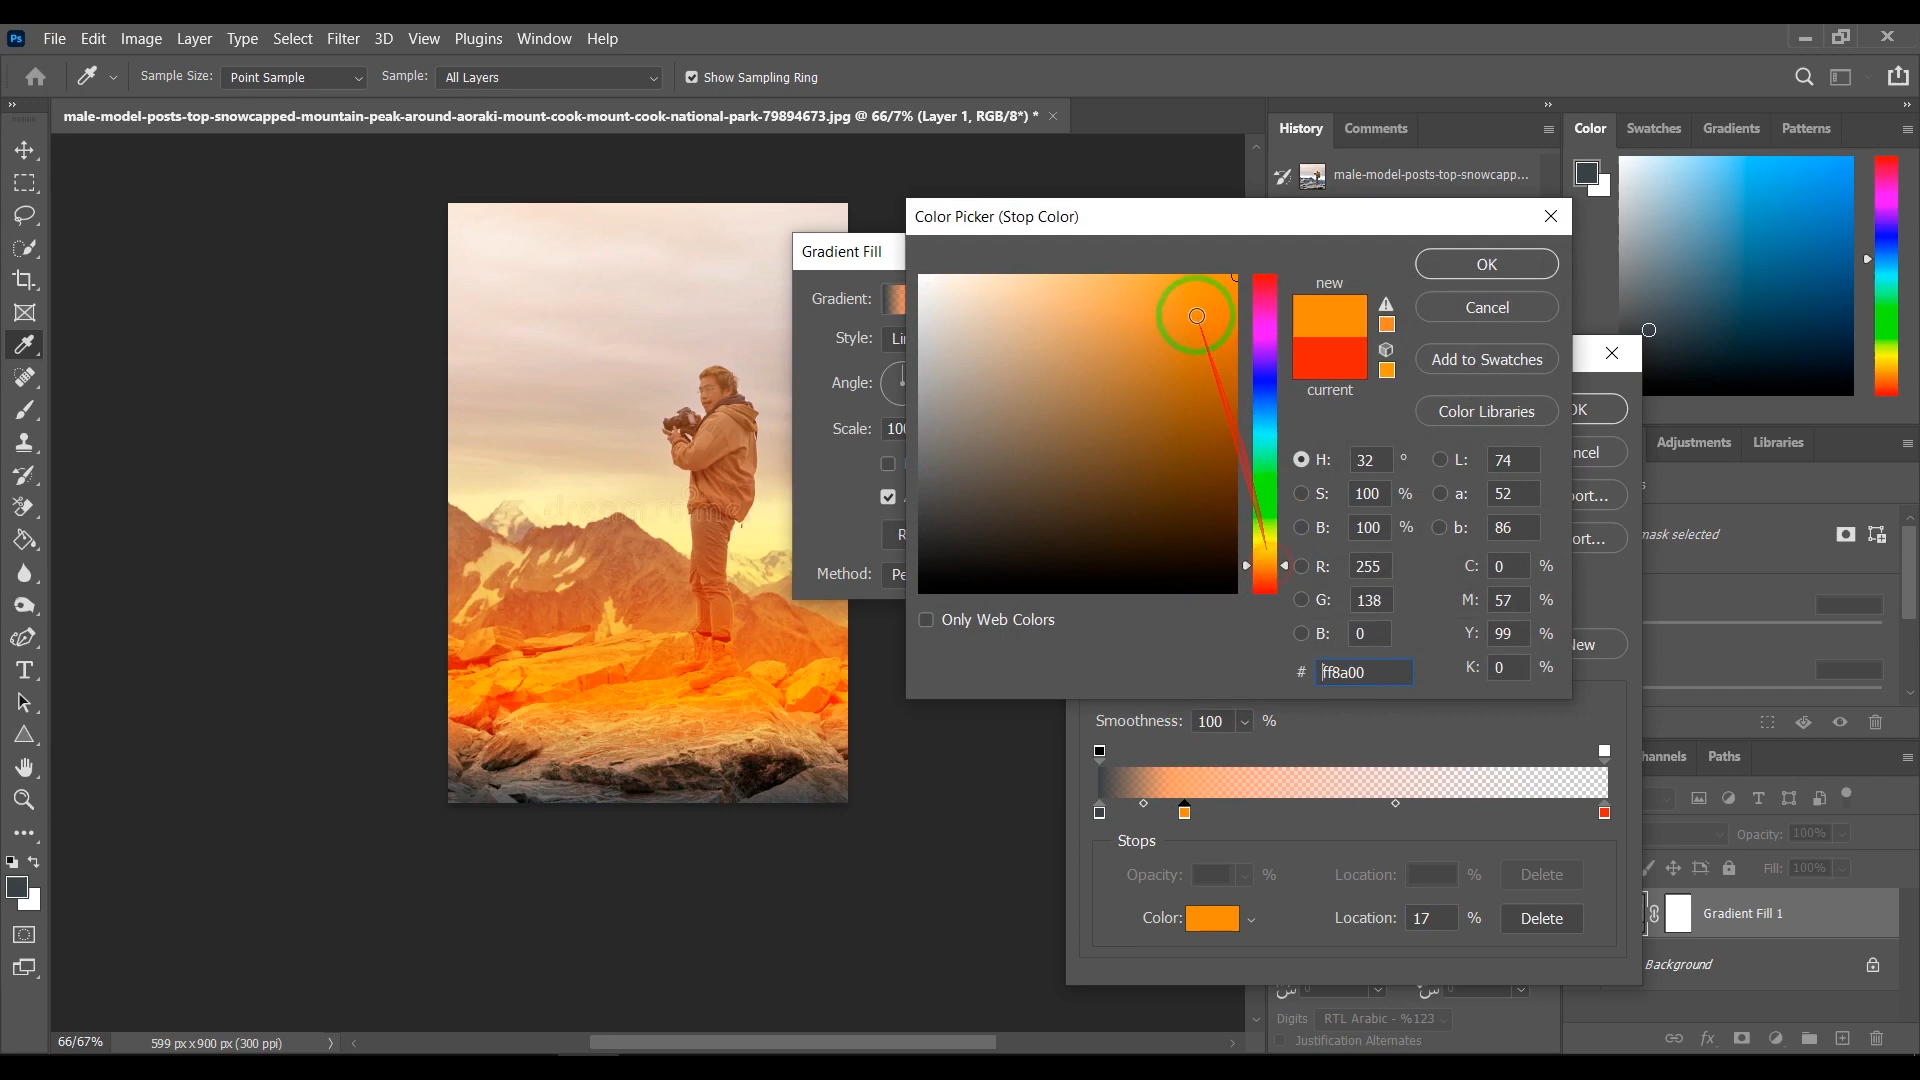 Ps File Edit Image Layer Type Select Filter 3D View Plugins Window Help
Sample Size: Point Sample Sample: All Layers Show Sampling Ring
male-model-posts-top-snowcapped-mountain-peak-around-aoraki-mount-cook-mount-cook-national-park-79894673.jpg @ 66/7% (Layer 1, RGB/8*) *
History Comments
Color Swatches Gradients Patterns
male-model-posts-top-snowcapp...
Color Picker (Stop Color)
Gradient Fill
Gradient:
Style:
Angle:
Scale: 100
Method:
new
current
OK
Cancel
Add to Swatches
Color Libraries
H: 32 ° L: 74
S: 100 % a: 52
B: 100 % b: 86
R: 255 C: 0 %
G: 138 M: 57 %
B: 0 Y: 99 %
# ff8a00 K: 0 %
Only Web Colors
Adjustments Libraries
mask selected
Smoothness: 100 %
Stops
Opacity: % Location: % Delete
Color: Location: 17 % Delete
Paths
Opacity: 100%
Fill: 100%
Gradient Fill 1
Background
Digits RTL Arabic - %123
Justification Alternates
66/67% 599 px x 900 px (300 ppi)